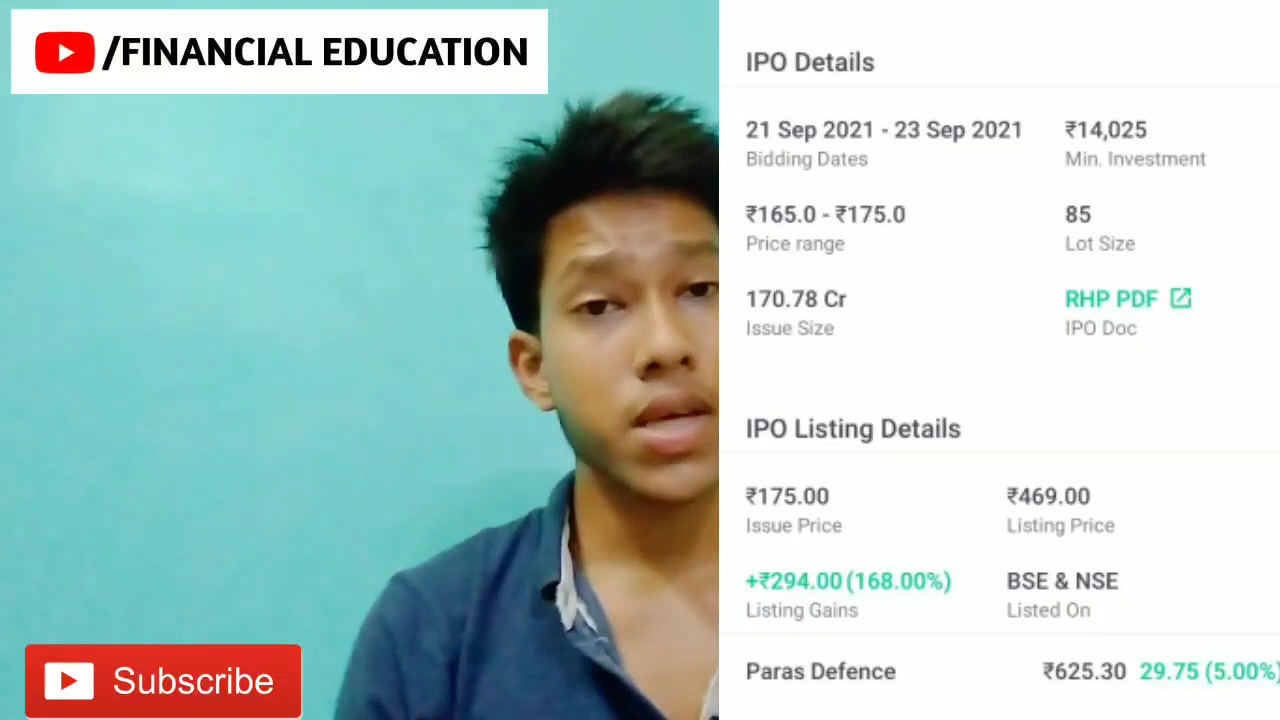 /FINANCIAL EDUCATION
IPO Details
21 Sep 2021 - 23 Sep 2021 ₹14,025
Bidding Dates Min. Investment
₹165.0 - ₹175.0 85
Price range Lot Size
170.78 Cr RHP PDF
Issue Size IPO Doc
IPO Listing Details
₹175.00 ₹469.00
Issue Price Listing Price
+₹294.00 (168.00%) BSE & NSE
Listing Gains Listed On
Paras Defence ₹625.30 29.75 (5.00%)
Subscribe